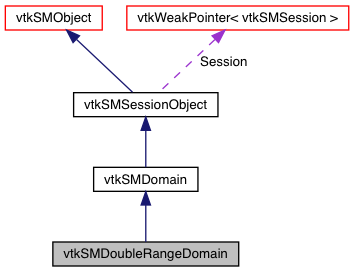 vtkSMObject
vtkWeakPointer< vtkSMSession >
Session
vtkSMSessionObject
vtkSMDomain
vtkSMDoubleRangeDomain